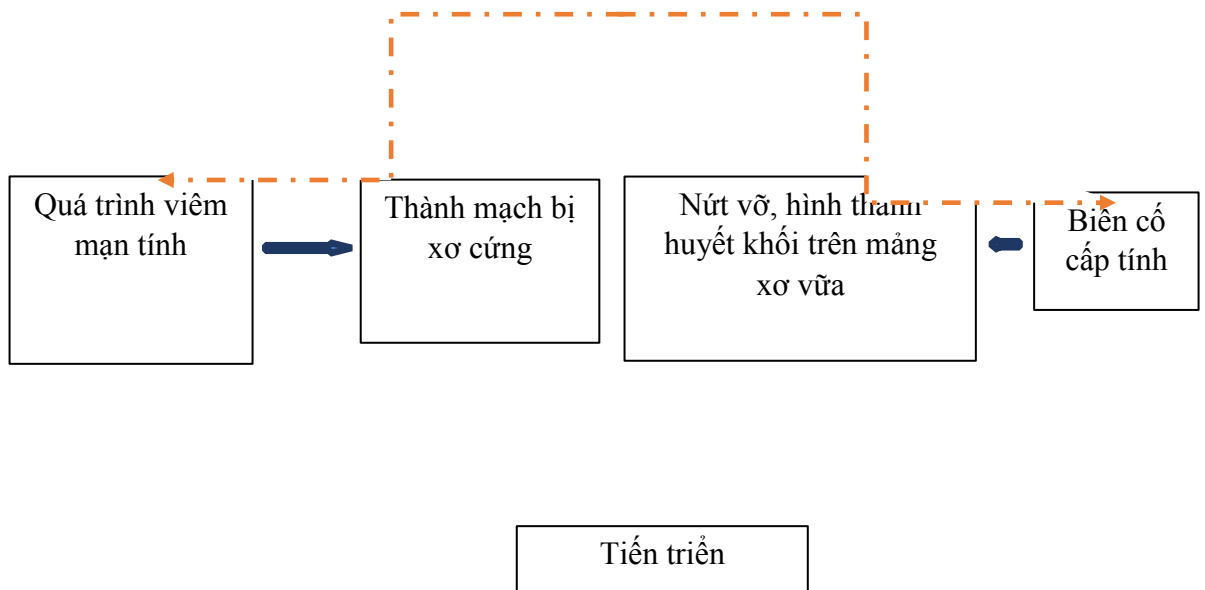 Quá trình viêm
mạn tính
Thành mạch bị
xơ cứng
Nứt vỡ, hình thành
huyết khối trên mảng
xơ vữa
Biến cố
cấp tính
Tiến triển